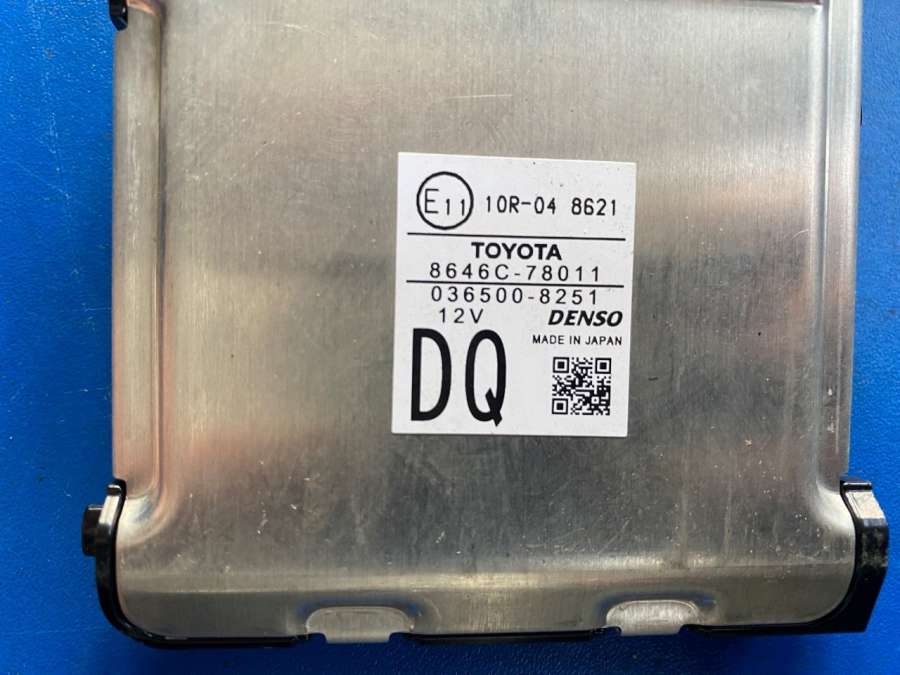 E11 10R-04 8621
TOYOTA
8646C-78011
036500-8251
12V DENSO
MADE IN JAPAN
DQ